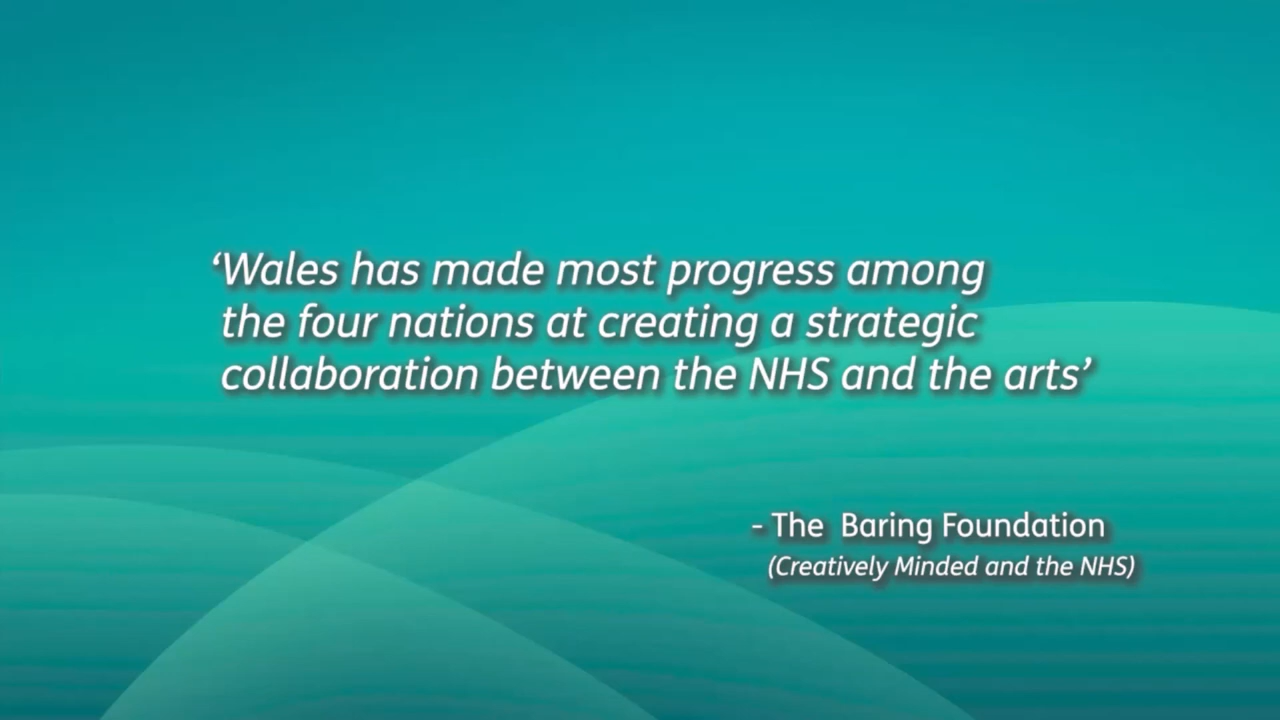 ‘Wales has made most progress among
the four nations at creating a strategic
collaboration between the NHS and the arts’
- The Baring Foundation
(Creatively Minded and the NHS)